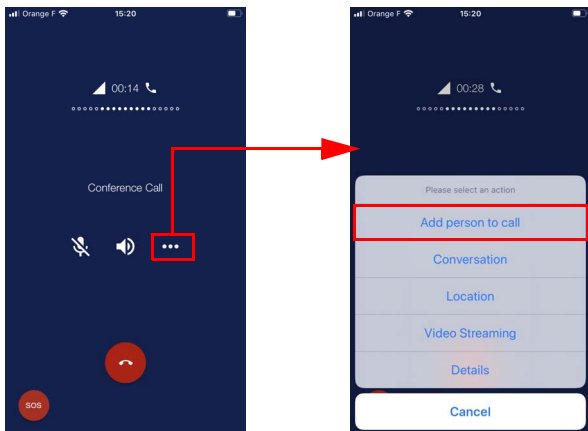 Orange F 15:20
00:14
Conference Call
SOS
Orange F 15:20
00:28
Please select an action
Add person to call
Conversation
Location
Video Streaming
Details
Cancel